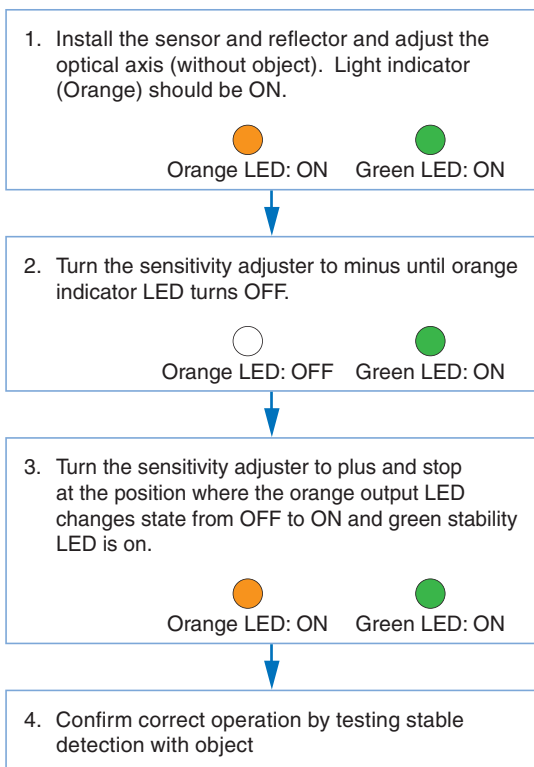 1. Install the sensor and reflector and adjust the
optical axis (without object).  Light indicator
(Orange) should be ON.
Orange LED: ON Green LED: ON
2. Turn the sensitivity adjuster to minus until orange
indicator LED turns OFF.
Orange LED: OFF Green LED: ON
3. Turn the sensitivity adjuster to plus and stop
at the position where the orange output LED
changes state from OFF to ON and green stability
LED is on.
Orange LED: ON Green LED: ON
4. Confirm correct operation by testing stable
detection with object